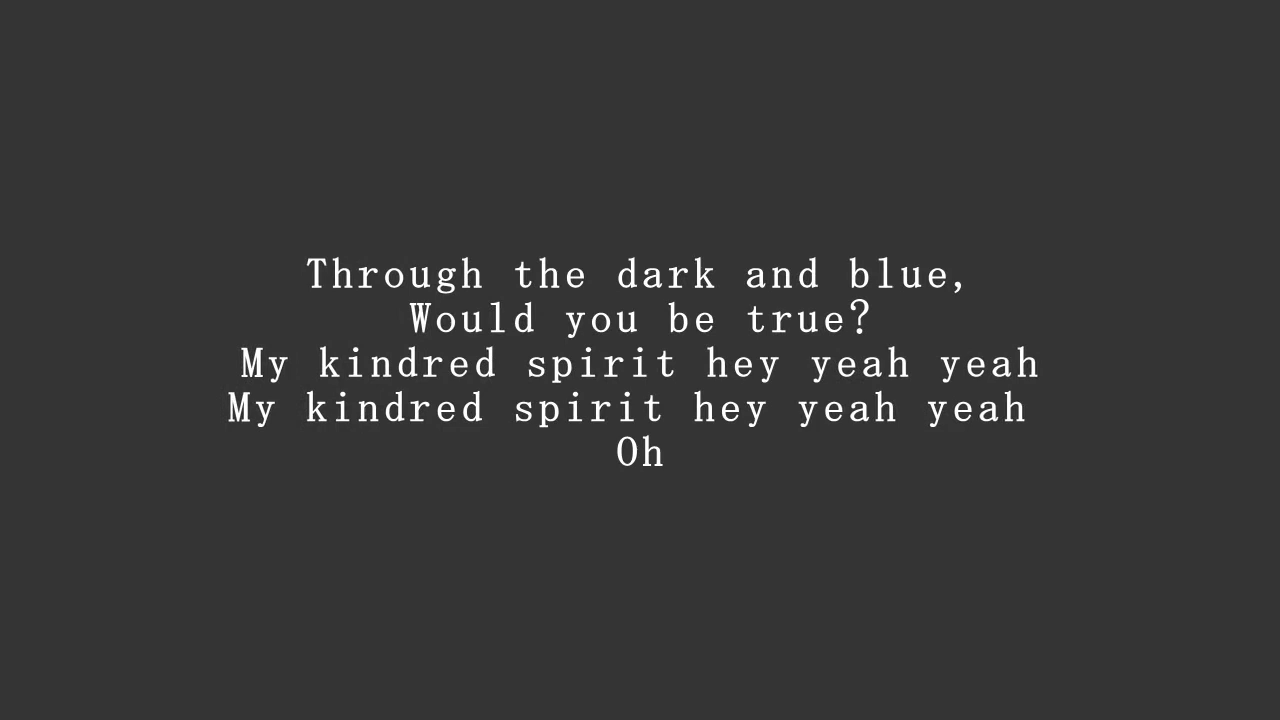 Through the dark and blue,
Would you be true?
My kindred spirit hey yeah yeah
My kindred spirit hey yeah yeah
Oh